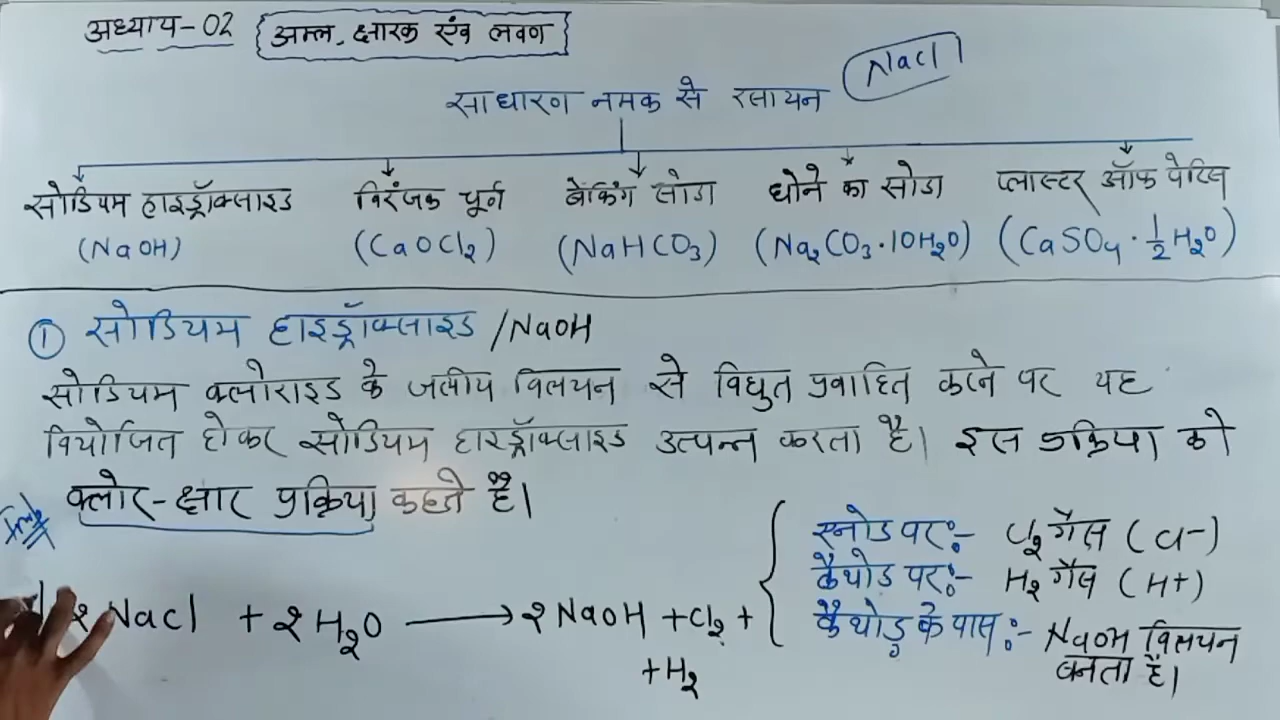 अध्याय-02 अम्ल, क्षारक एंव लवण
साधारण नमक से रसायन NaCl
सोडियम हाइड्रॉक्साइड विरंजक चूर्न बेकिंग सोडा धोने का सोडा प्लास्टर ऑफ पेरिस
(NaOH) (CaOCl₂) (NaHCO₃) (Na₂CO₃·10H₂O) (CaSO₄·½H₂O)
① सोडियम हाइड्रॉक्साइड /NaOH
सोडियम क्लोराइड के जलीय विलयन से विधुत प्रवाहित करने पर यह
वियोजित होकर सोडियम हाइड्रॉक्साइड उत्पन्न करता है। इस प्रक्रिया को
Imp क्लोर-क्षार प्रक्रिया कहते है।
2NaCl + 2H₂O ⟶ 2NaOH + Cl₂ +
+H₂
एनोड पर:- Cl₂ गैस (Cl-)
कैथोड पर:- H₂ गैस (H+)
कैथोड के पास:- NaOH विलयन
बनता है।